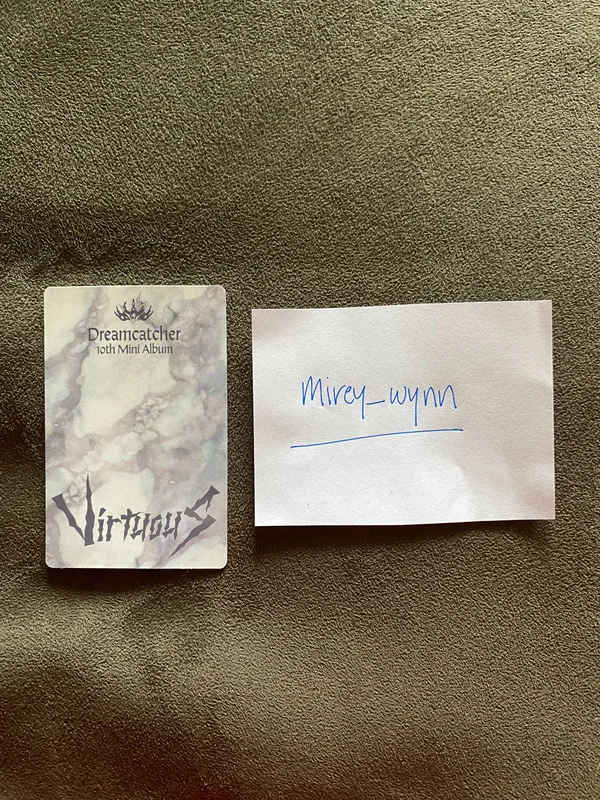 Dreamcatcher
10th Mini Album
VirtuouS
mirey_wynn